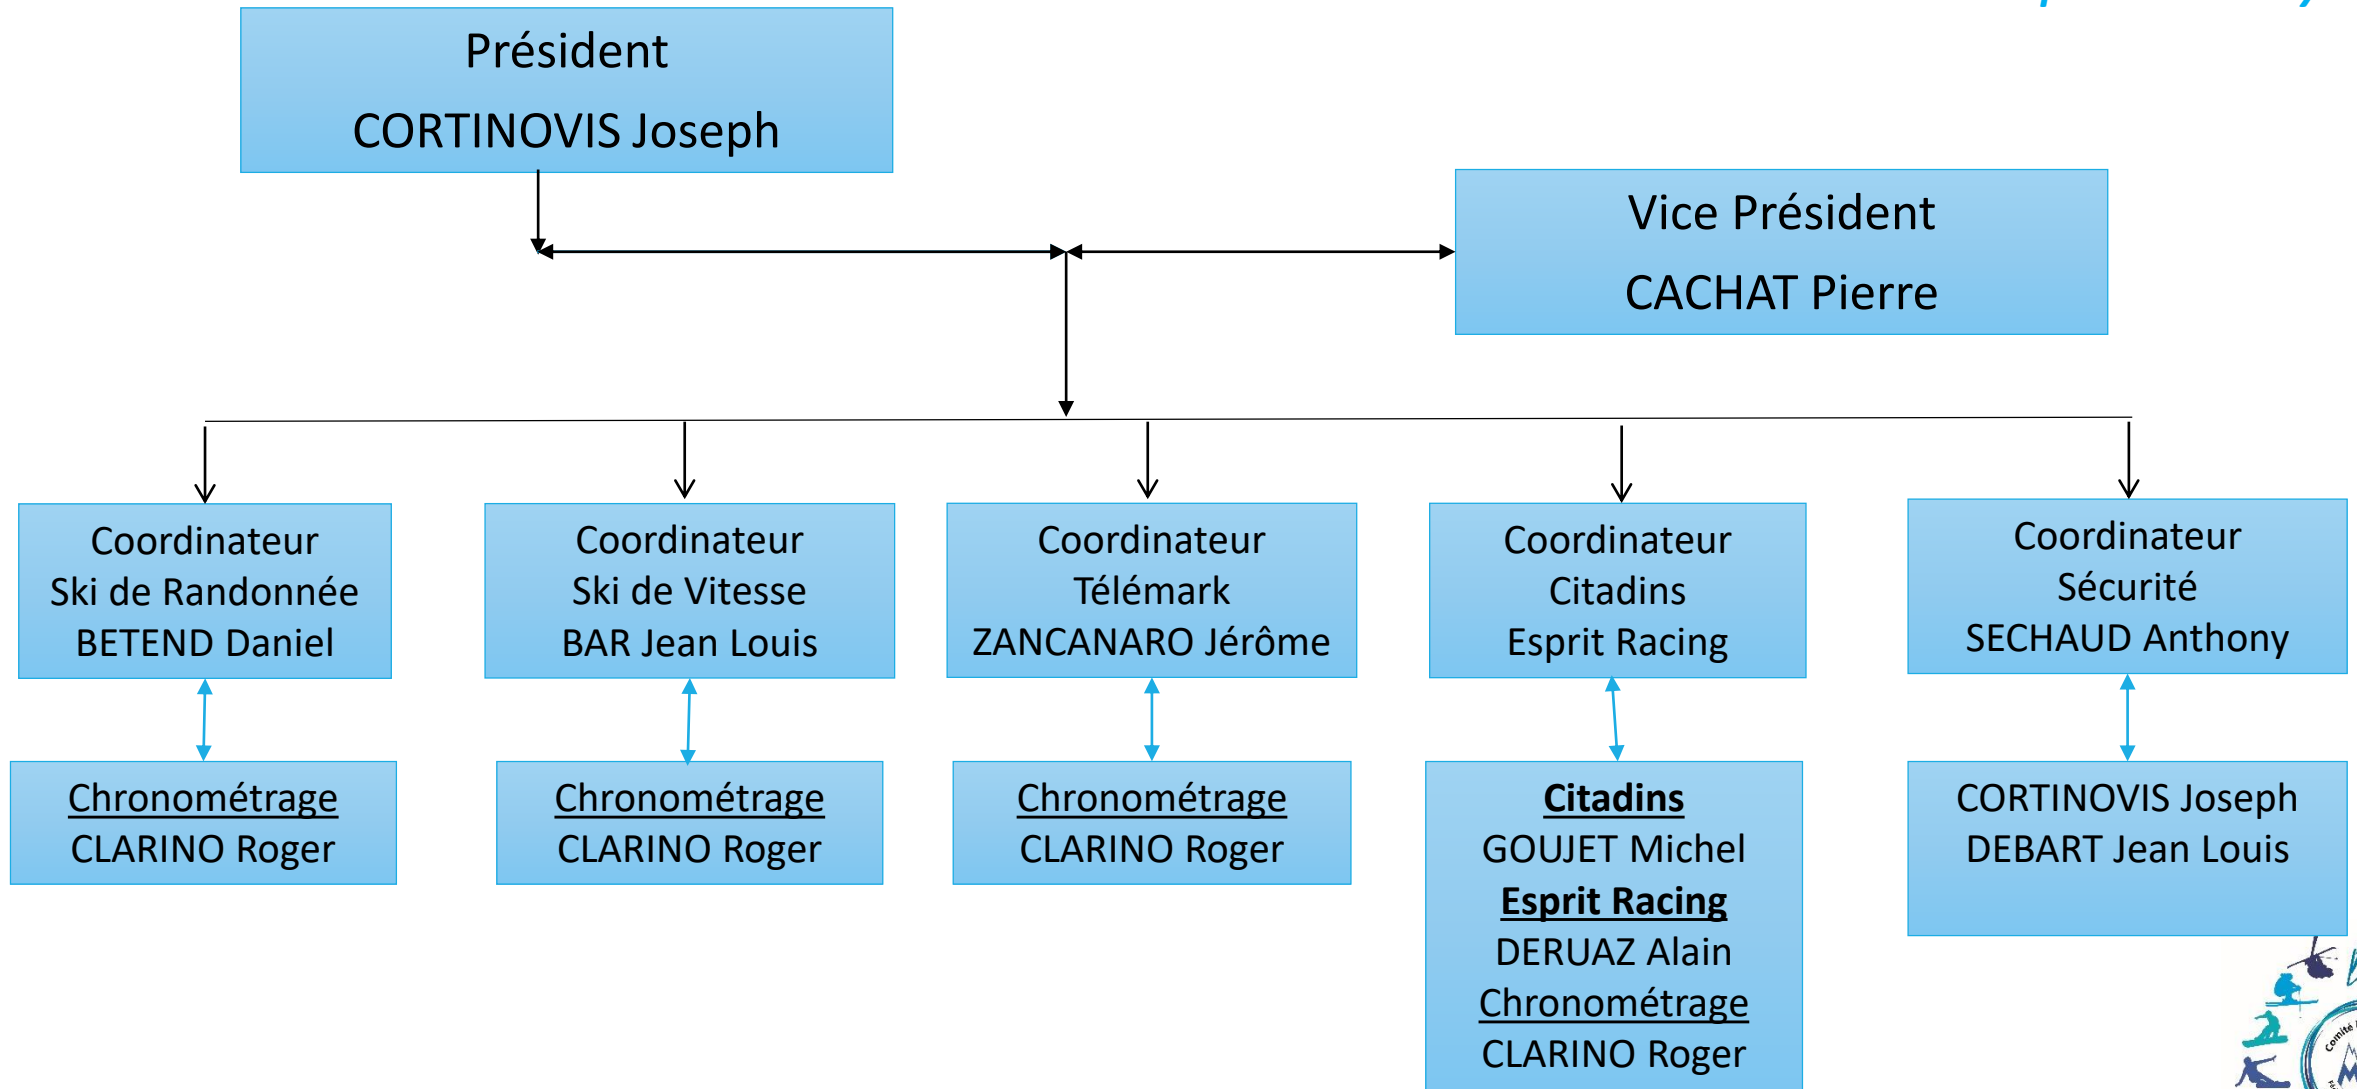 Président
CORTINOVIS Joseph
Vice Président
CACHAT Pierre
Coordinateur
Ski de Randonnée
BETEND Daniel
Coordinateur
Ski de Vitesse
BAR Jean Louis
Coordinateur
Télémark
ZANCANARO Jérôme
Coordinateur
Citadins
Esprit Racing
Coordinateur
Sécurité
SECHAUD Anthony
Chronométrage
CLARINO Roger
Chronométrage
CLARINO Roger
Chronométrage
CLARINO Roger
Citadins
GOUJET Michel
Esprit Racing
DERUAZ Alain
Chronométrage
CLARINO Roger
CORTINOVIS Joseph
DEBART Jean Louis
Comité